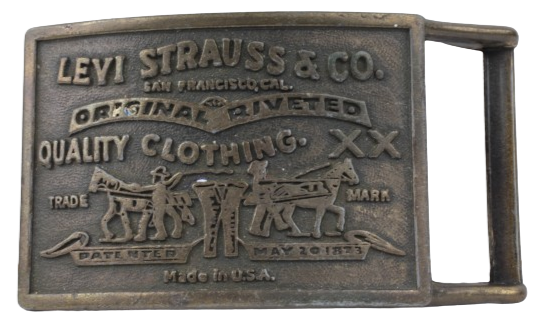 LEVI STRAUSS & CO.
SAN FRANCISCO, CAL.
ORIGINAL RIVETED
QUALITY CLOTHING. XX
TRADE MARK
PATENTED MAY 20 1873
Made in U.S.A.